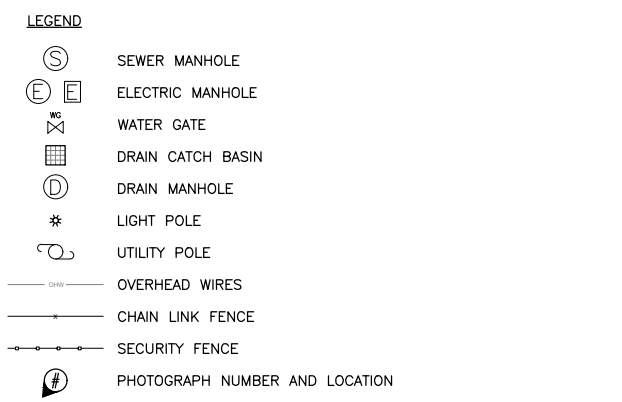 LEGEND
S SEWER MANHOLE
E E ELECTRIC MANHOLE
WG
WATER GATE
DRAIN CATCH BASIN
D DRAIN MANHOLE
LIGHT POLE
UTILITY POLE
OHW OVERHEAD WIRES
x CHAIN LINK FENCE
SECURITY FENCE
# PHOTOGRAPH NUMBER AND LOCATION